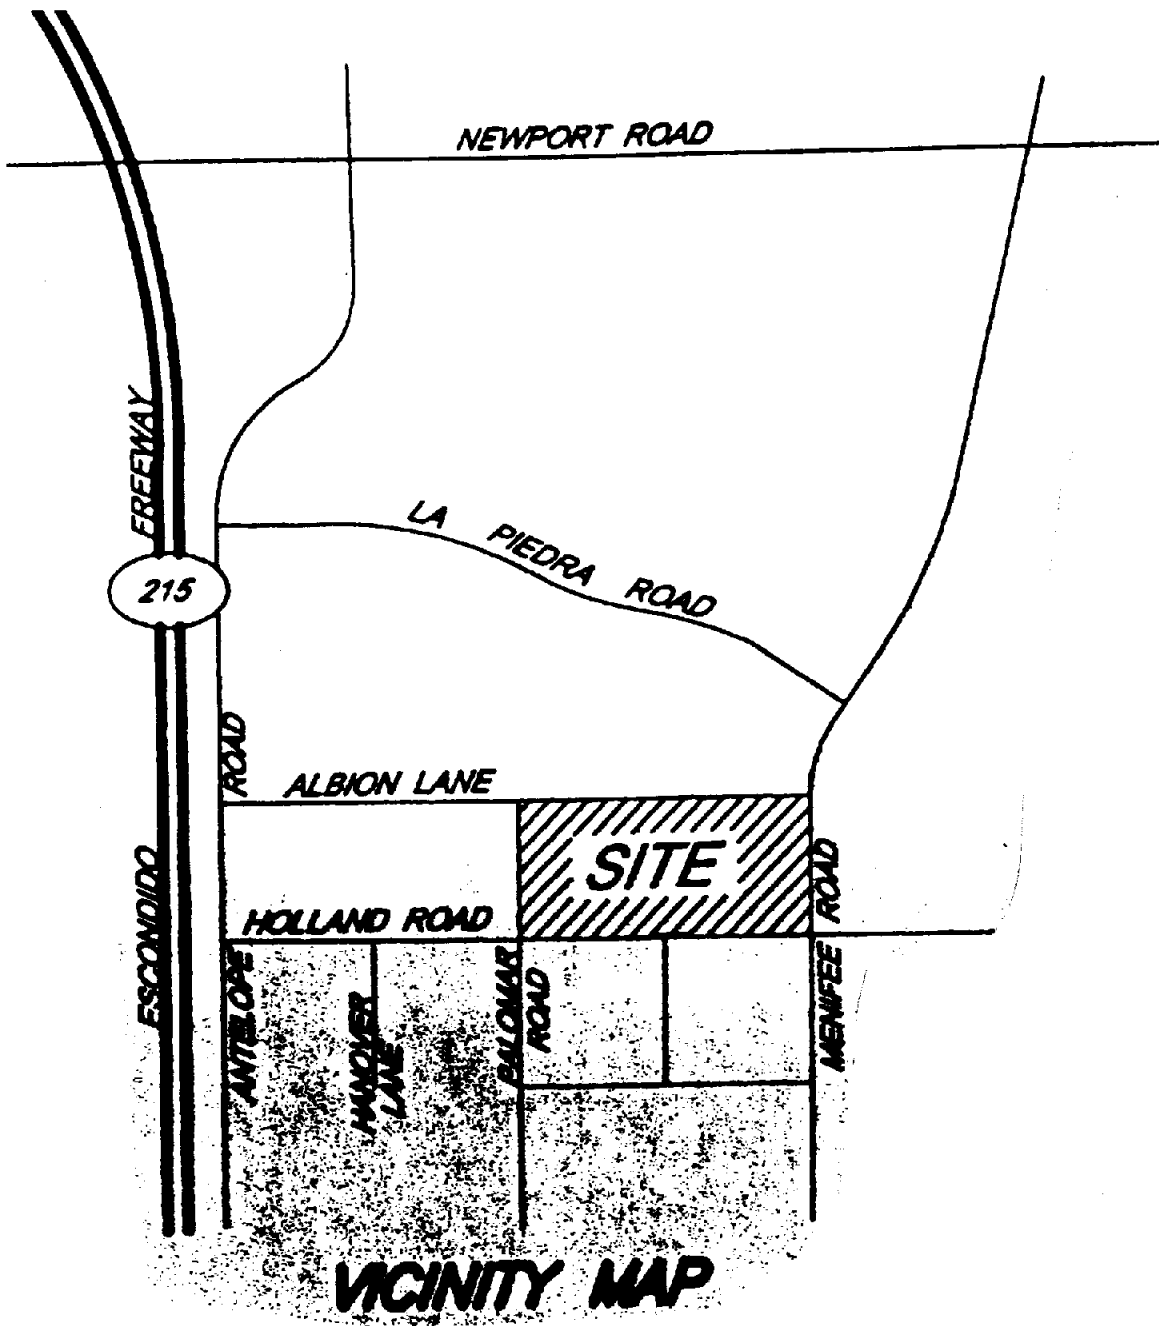 NEWPORT ROAD
FREEWAY
LA PIEDRA ROAD
215
ROAD
ALBION LANE
SITE
ROAD
ESCONDIDO
HOLLAND ROAD
ANTELOPE
HANOVER
LANE
PALOMAR
ROAD
MENIFEE
VICINITY MAP